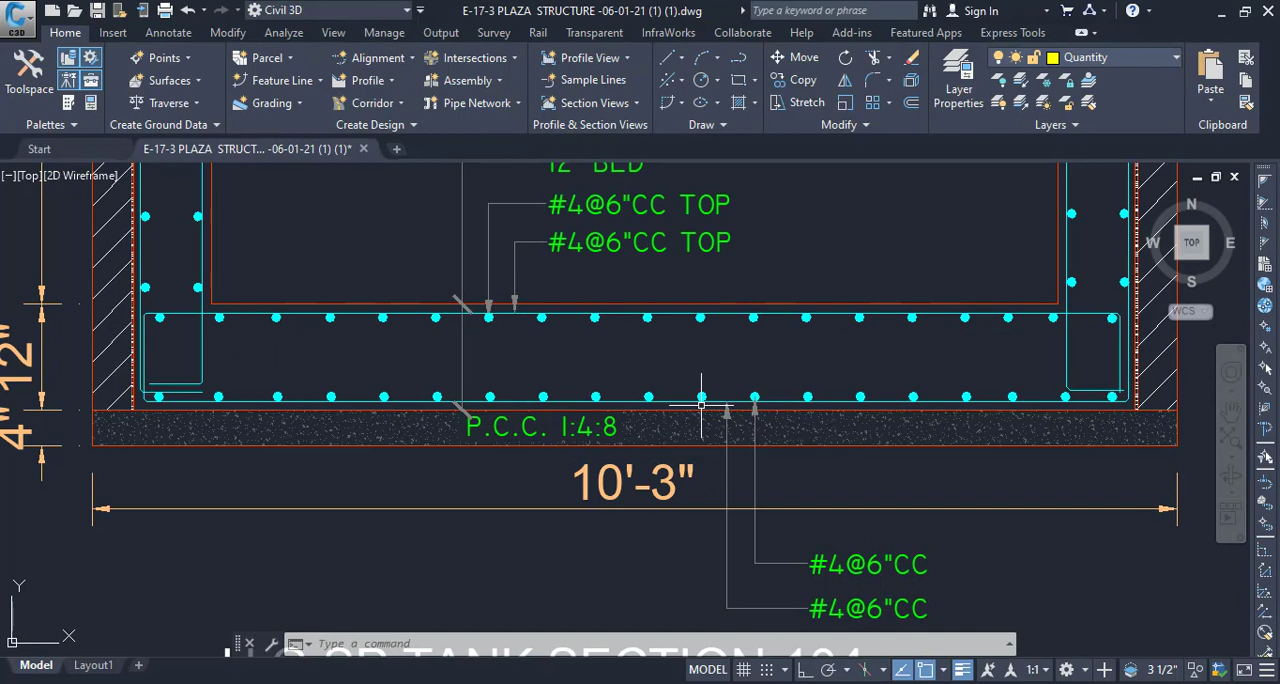 C3D
Civil 3D
E-17-3 PLAZA STRUCTURE -06-01-21 (1) (1).dwg
Type a keyword or phrase
Sign In
Home Insert Annotate Modify Analyze View Manage Output Survey Rail Transparent InfraWorks Collaborate Help Add-ins Featured Apps Express Tools
Points Parcel Alignment Intersections Profile View Move Quantity
Toolspace Surfaces Feature Line Profile Assembly Sample Lines Copy Layer Properties Paste
Traverse Grading Corridor Pipe Network Section Views Stretch
Palettes Create Ground Data Create Design Profile & Section Views Draw Modify Layers Clipboard
Start E-17-3 PLAZA STRUCT... -06-01-21 (1) (1)*
[−][Top][2D Wireframe]
12" BED
#4@6"CC TOP
#4@6"CC TOP
N
W TOP E
S
WCS
12"
4"
P.C.C. 1:4:8
10'-3"
#4@6"CC
#4@6"CC
Y
X
Type a command
TANK SECTION
Model Layout1
MODEL 1:1 3 1/2"